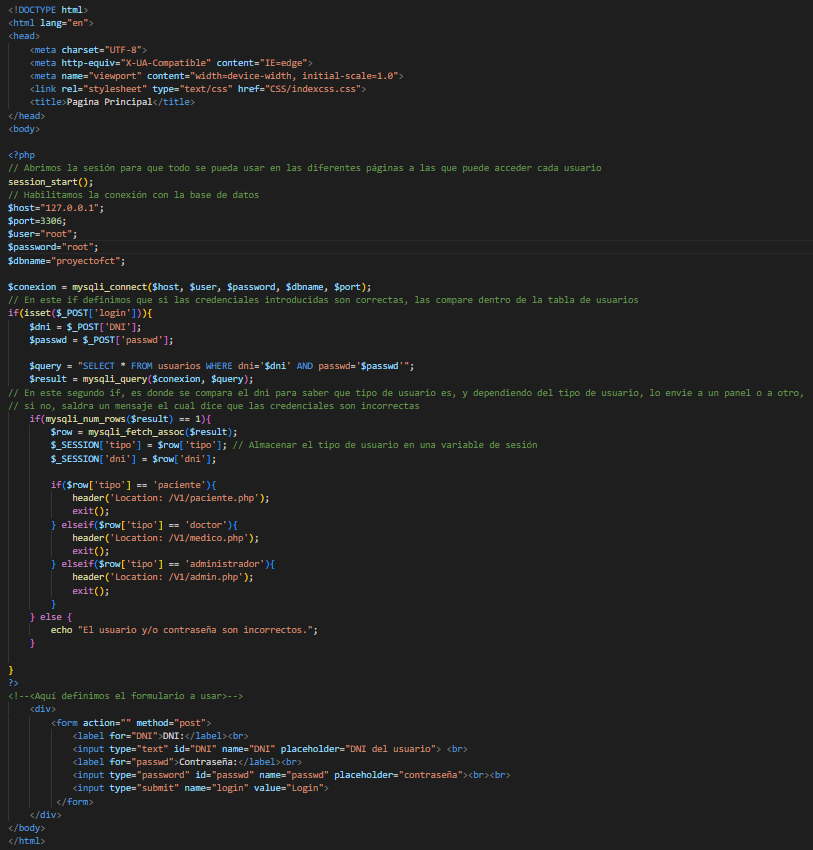 <!DOCTYPE html>
<html lang="en">
<head>
    <meta charset="UTF-8">
    <meta http-equiv="X-UA-Compatible" content="IE=edge">
    <meta name="viewport" content="width=device-width, initial-scale=1.0">
    <link rel="stylesheet" type="text/css" href="CSS/indexcss.css">
    <title>Pagina Principal</title>
</head>
<body>

<?php
// Abrimos la sesión para que todo se pueda usar en las diferentes páginas a las que puede acceder cada usuario
session_start();
// Habilitamos la conexión con la base de datos
$host="127.0.0.1";
$port=3306;
$user="root";
$password="root";
$dbname="proyectofct";

$conexion = mysqli_connect($host, $user, $password, $dbname, $port);
// En este if definimos que si las credenciales introducidas son correctas, las compare dentro de la tabla de usuarios
if(isset($_POST['login'])){
    $dni = $_POST['DNI'];
    $passwd = $_POST['passwd'];

    $query = "SELECT * FROM usuarios WHERE dni='$dni' AND passwd='$passwd'";
    $result = mysqli_query($conexion, $query);
// En este segundo if, es donde se compara el dni para saber que tipo de usuario es, y dependiendo del tipo de usuario, lo envie a un panel o a otro,
// si no, saldra un mensaje el cual dice que las credenciales son incorrectas
    if(mysqli_num_rows($result) == 1){
        $row = mysqli_fetch_assoc($result);
        $_SESSION['tipo'] = $row['tipo']; // Almacenar el tipo de usuario en una variable de sesión
        $_SESSION['dni'] = $row['dni'];

        if($row['tipo'] == 'paciente'){
            header('Location: /V1/paciente.php');
            exit();
        } elseif($row['tipo'] == 'doctor'){
            header('Location: /V1/medico.php');
            exit();
        } elseif($row['tipo'] == 'administrador'){
            header('Location: /V1/admin.php');
            exit();
        }
    } else {
        echo "El usuario y/o contraseña son incorrectos.";
    }

}
?>
<!--<Aquí definimos el formulario a usar>-->
    <div>
        <form action="" method="post">
            <label for="DNI">DNI:</label><br>
            <input type="text" id="DNI" name="DNI" placeholder="DNI del usuario"> <br>
            <label for="passwd">Contraseña:</label><br>
            <input type="password" id="passwd" name="passwd" placeholder="contraseña"><br><br>
            <input type="submit" name="login" value="Login">
         </form>
    </div>
</body>
</html>